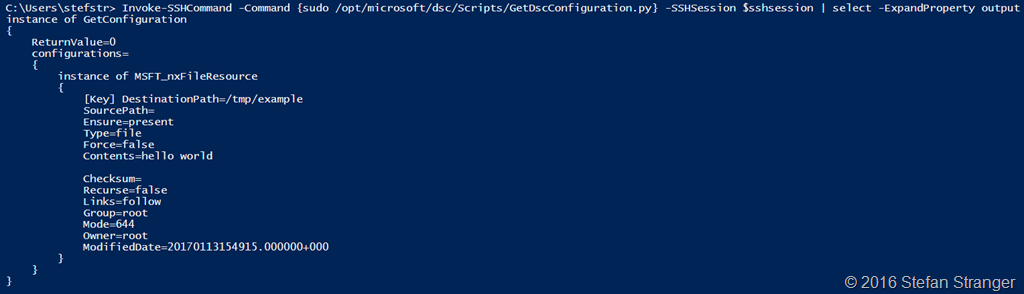 C:\Users\stefstr> Invoke-SSHCommand -Command {sudo /opt/microsoft/dsc/Scripts/GetDscConfiguration.py} -SSHSession $sshsession | select -ExpandProperty output
instance of GetConfiguration
{
    ReturnValue=0
    configurations=
    {
        instance of MSFT_nxFileResource
        {
            [Key] DestinationPath=/tmp/example
            SourcePath=
            Ensure=present
            Type=file
            Force=false
            Contents=hello world

            Checksum=
            Recurse=false
            Links=follow
            Group=root
            Mode=644
            Owner=root
            ModifiedDate=20170113154915.000000+000
        }
    }
}
© 2016 Stefan Stranger